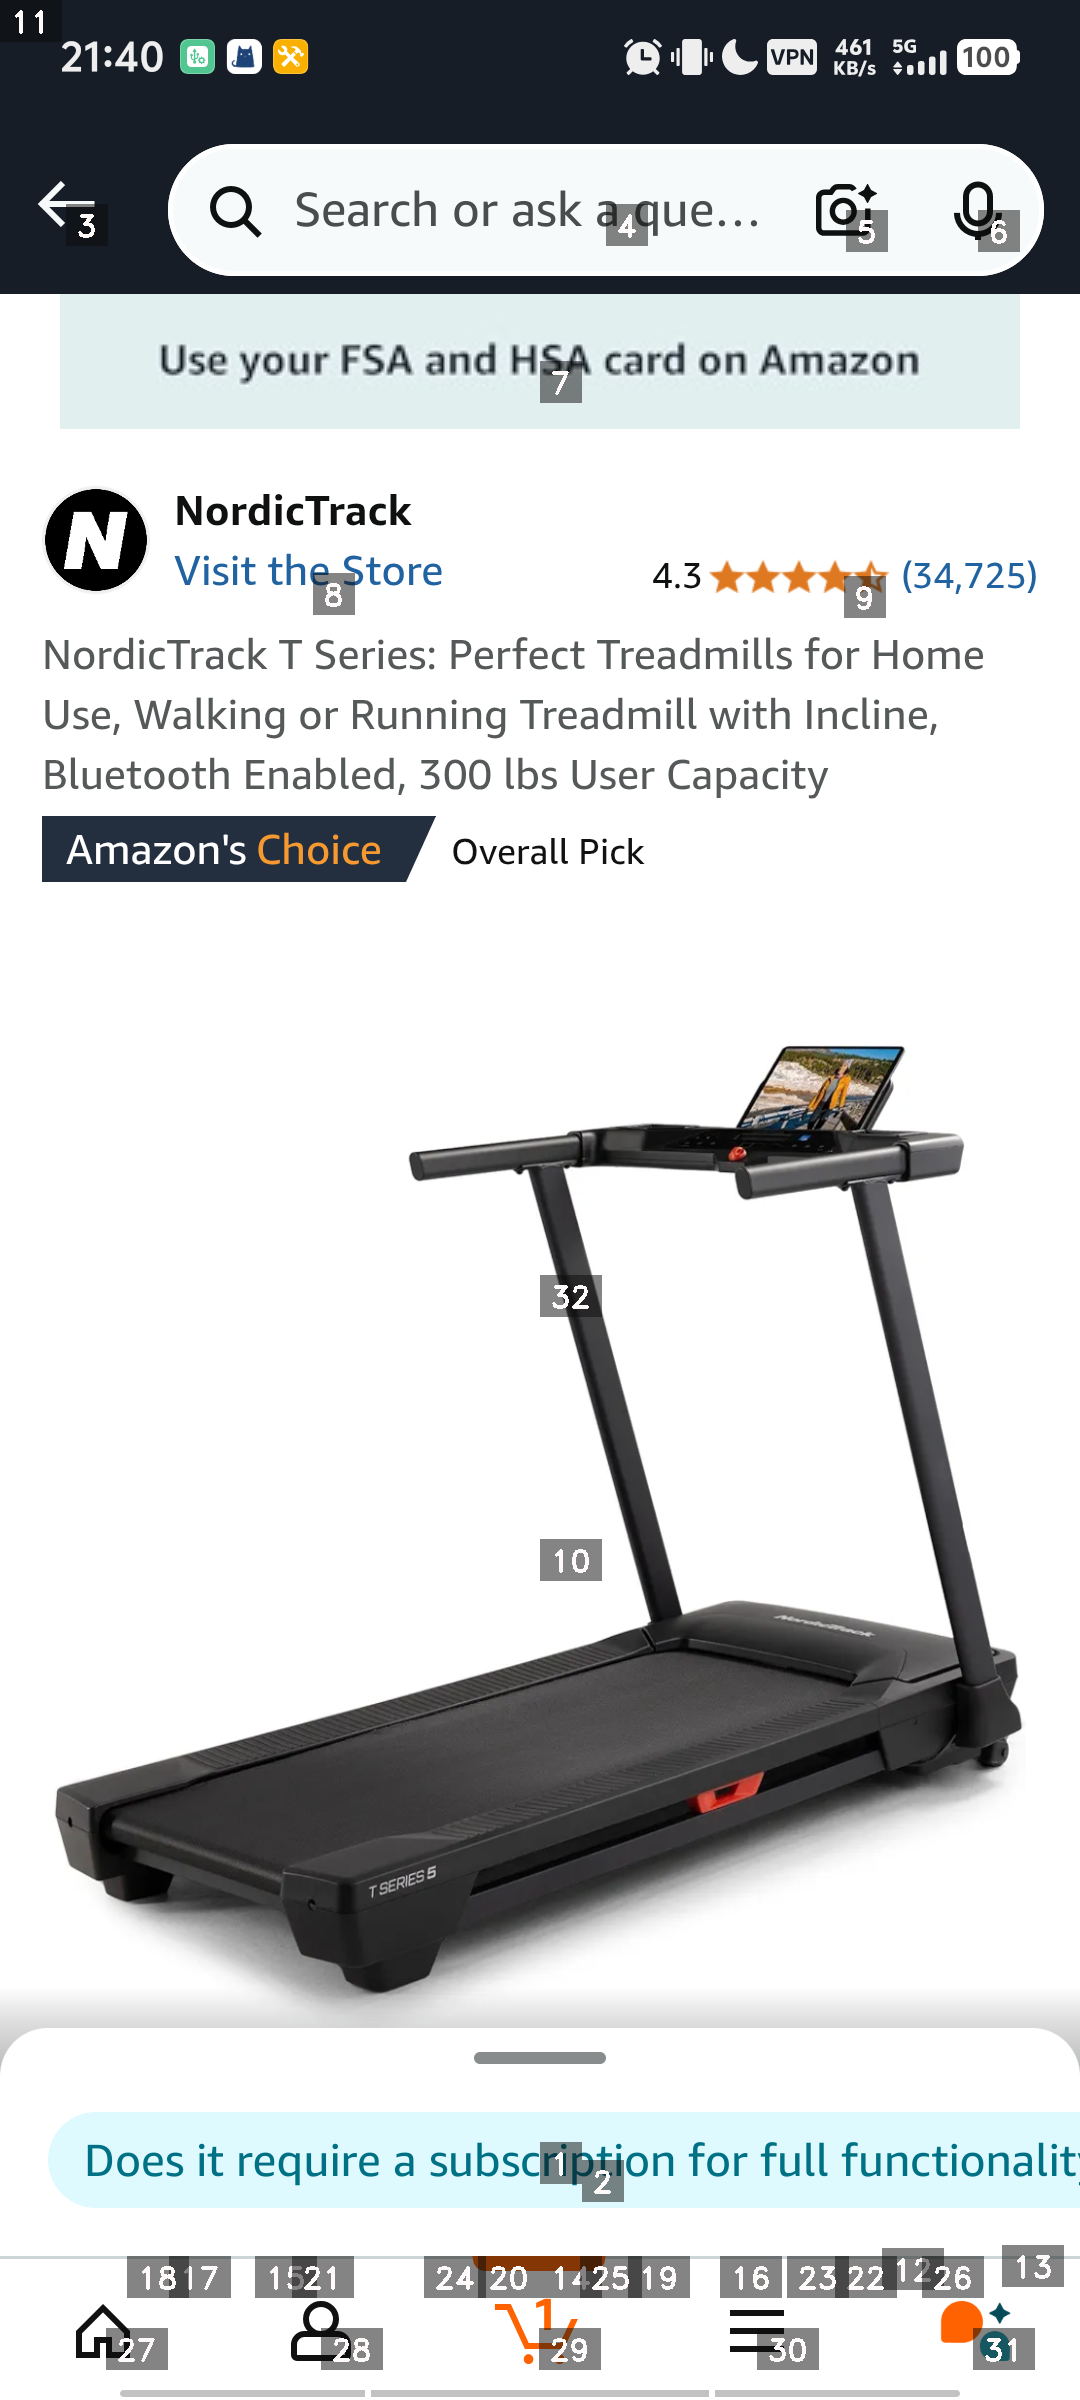 11
21:40
VPN
461
KB/s
5G
100
3
Search or ask a que...
4
5
6
Use your FSA and HSA card on Amazon
7
N
NordicTrack
Visit the Store
8
4.3
9
(34,725)
NordicTrack T Series: Perfect Treadmills for Home
Use, Walking or Running Treadmill with Incline,
Bluetooth Enabled, 300 lbs User Capacity
Amazon's Choice
Overall Pick
32
10
NordicTrack
T SERIES 5
Does it require a subscription for full functionality
1
2
18 17 15 21 24 20 14 25 19 16 23 22 12 26 13
1
27 28 29 30 31